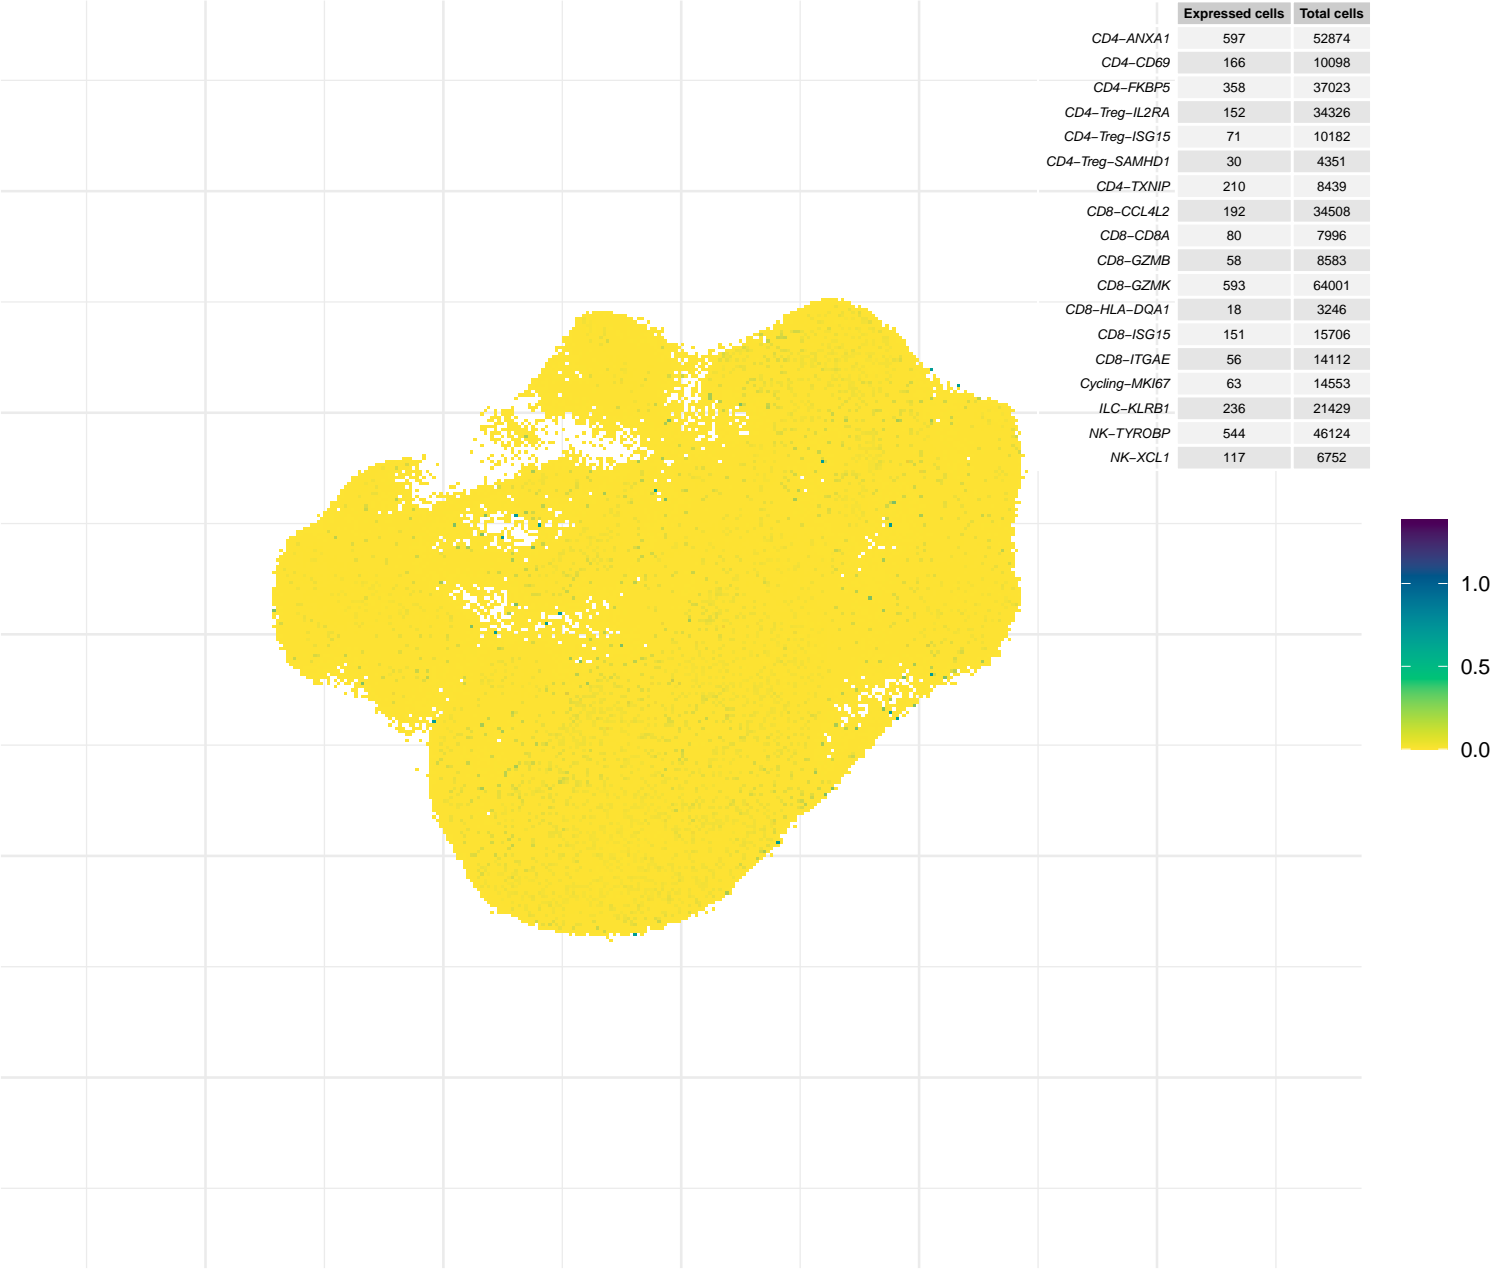 Expressed cells Total cells
CD4−ANXA1 597 52874
CD4−CD69 166 10098
CD4−FKBP5 358 37023
CD4−Treg−IL2RA 152 34326
CD4−Treg−ISG15 71 10182
CD4−Treg−SAMHD1 30 4351
CD4−TXNIP 210 8439
CD8−CCL4L2 192 34508
CD8−CD8A 80 7996
CD8−GZMB 58 8583
CD8−GZMK 593 64001
CD8−HLA−DQA1 18 3246
CD8−ISG15 151 15706
CD8−ITGAE 56 14112
Cycling−MKI67 63 14553
ILC−KLRB1 236 21429
NK−TYROBP 544 46124
NK−XCL1 117 6752
1.0
0.5
0.0